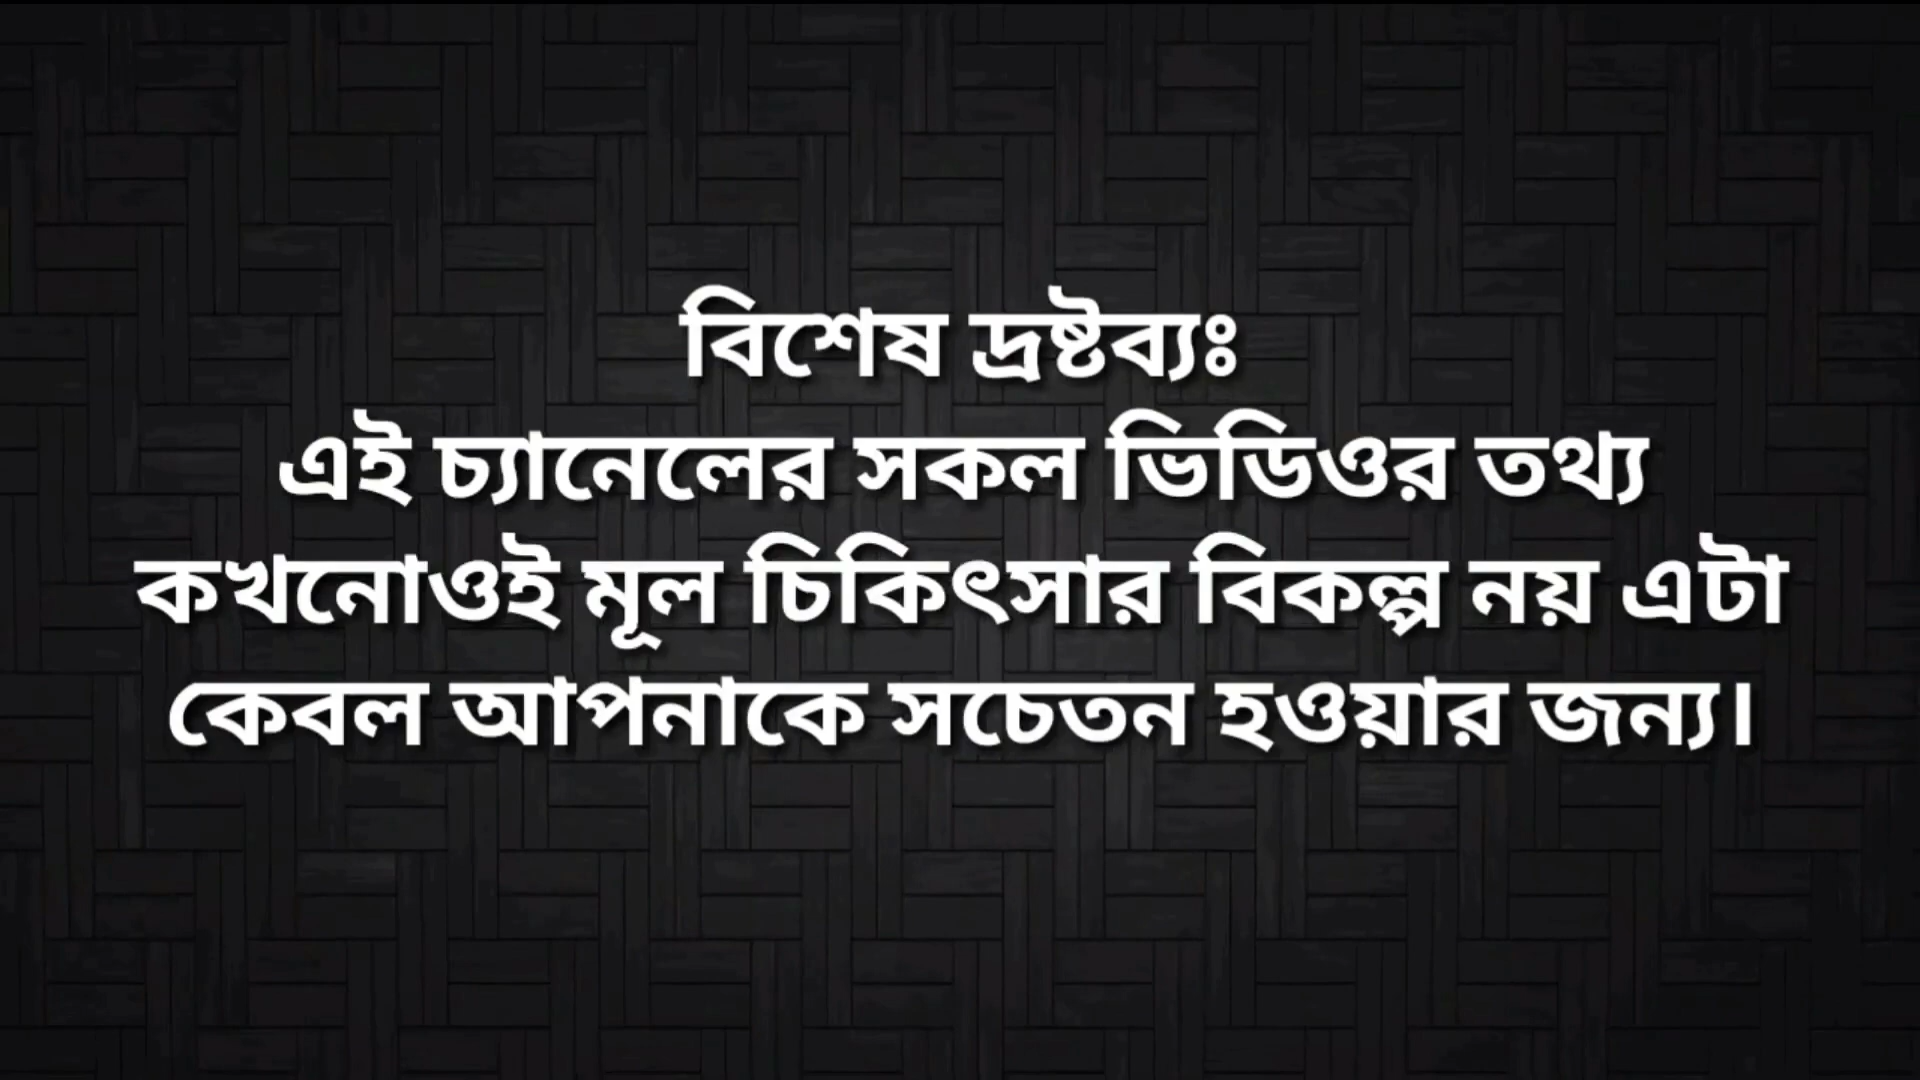 বিশেষ দ্রষ্টব্যঃ
এই চ্যানেলের সকল ভিডিওর তথ্য
কখনোওই মূল চিকিৎসার বিকল্প নয় এটা
কেবল আপনাকে সচেতন হওয়ার জন্য।